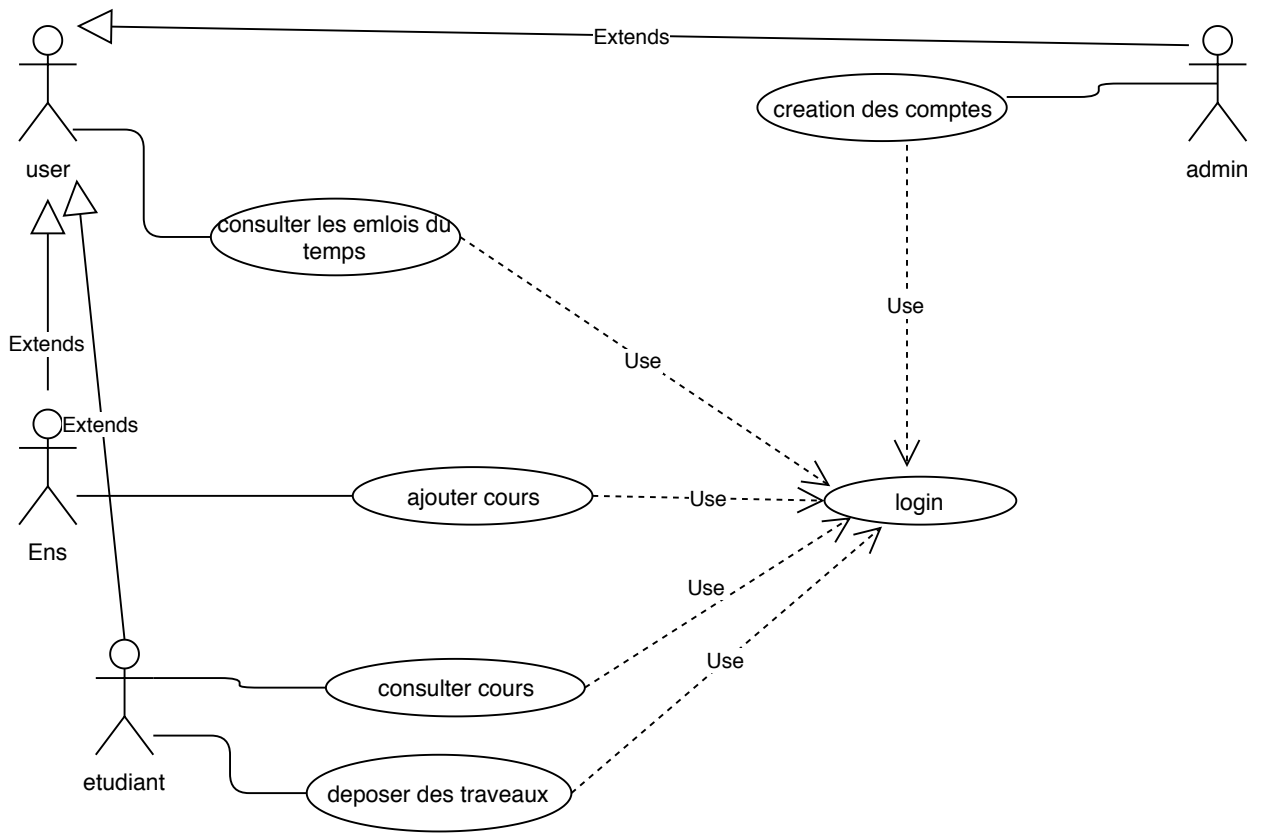 Extends
creation des comptes
user
admin
consulter les emlois du
temps
Use
Extends
Use
Extends
ajouter cours
Use
login
Ens
Use
Use
consulter cours
etudiant
deposer des traveaux